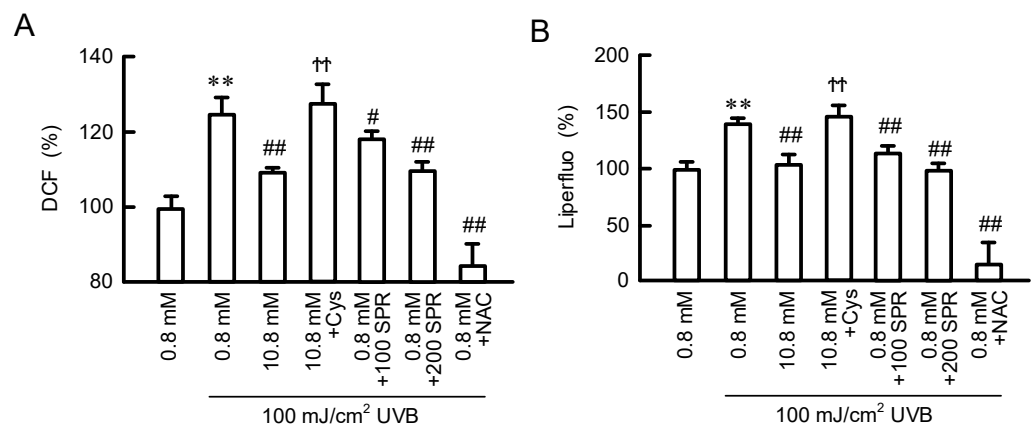 A
DCF (%)
140
120
100
80
**
##
††
#
##
##
0.8 mM
0.8 mM
10.8 mM
10.8 mM
+Cys
0.8 mM
+100 SPR
0.8 mM
+200 SPR
0.8 mM
+NAC
100 mJ/cm² UVB
B
Liperfluo (%)
200
150
100
50
0
**
##
††
##
##
##
0.8 mM
0.8 mM
10.8 mM
10.8 mM
+Cys
0.8 mM
+100 SPR
0.8 mM
+200 SPR
0.8 mM
+NAC
100 mJ/cm² UVB